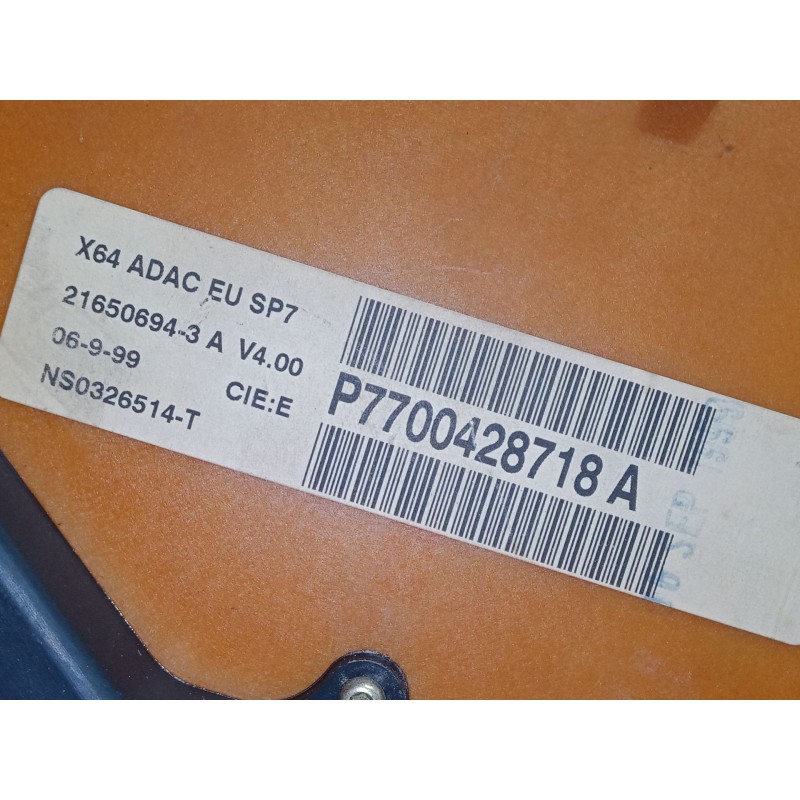 X64 ADAC EU SP7
21650694-3 A V4.00
06-9-99
CIE:E
NS0326514-T
P7700428718 A